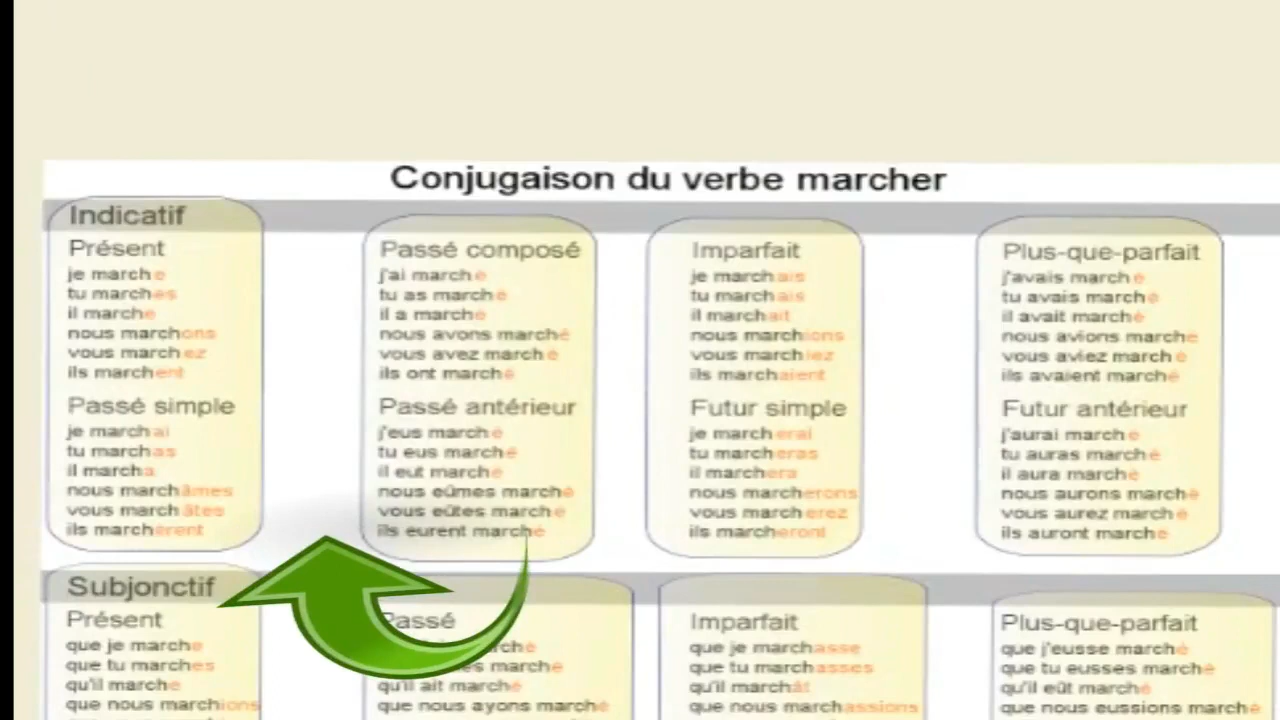 Conjugaison du verbe marcher
Indicatif
Présent
je marche
tu marches
il marche
nous marchons
vous marchez
ils marchent
Passé simple
je marchai
tu marchas
il marcha
nous marchâmes
vous marchâtes
ils marchèrent
Passé composé
j'ai marché
tu as marché
il a marché
nous avons marché
vous avez marché
ils ont marché
Passé antérieur
j'eus marché
tu eus marché
il eut marché
nous eûmes marché
vous eûtes marché
ils eurent marché
Imparfait
je marchais
tu marchais
il marchait
nous marchions
vous marchiez
ils marchaient
Futur simple
je marcherai
tu marcheras
il marchera
nous marcherons
vous marcherez
ils marcheront
Plus-que-parfait
j'avais marché
tu avais marché
il avait marché
nous avions marché
vous aviez marché
ils avaient marché
Futur antérieur
j'aurai marché
tu auras marché
il aura marché
nous aurons marché
vous aurez marché
ils auront marché
Subjonctif
Présent
que je marche
que tu marches
qu'il marche
que nous marchions
Passé
qu'il ait marché
que nous ayons marché
Imparfait
que je marchasse
que tu marchasses
qu'il marchât
que nous marchassions
Plus-que-parfait
que j'eusse marché
que tu eusses marché
qu'il eût marché
que nous eussions marché